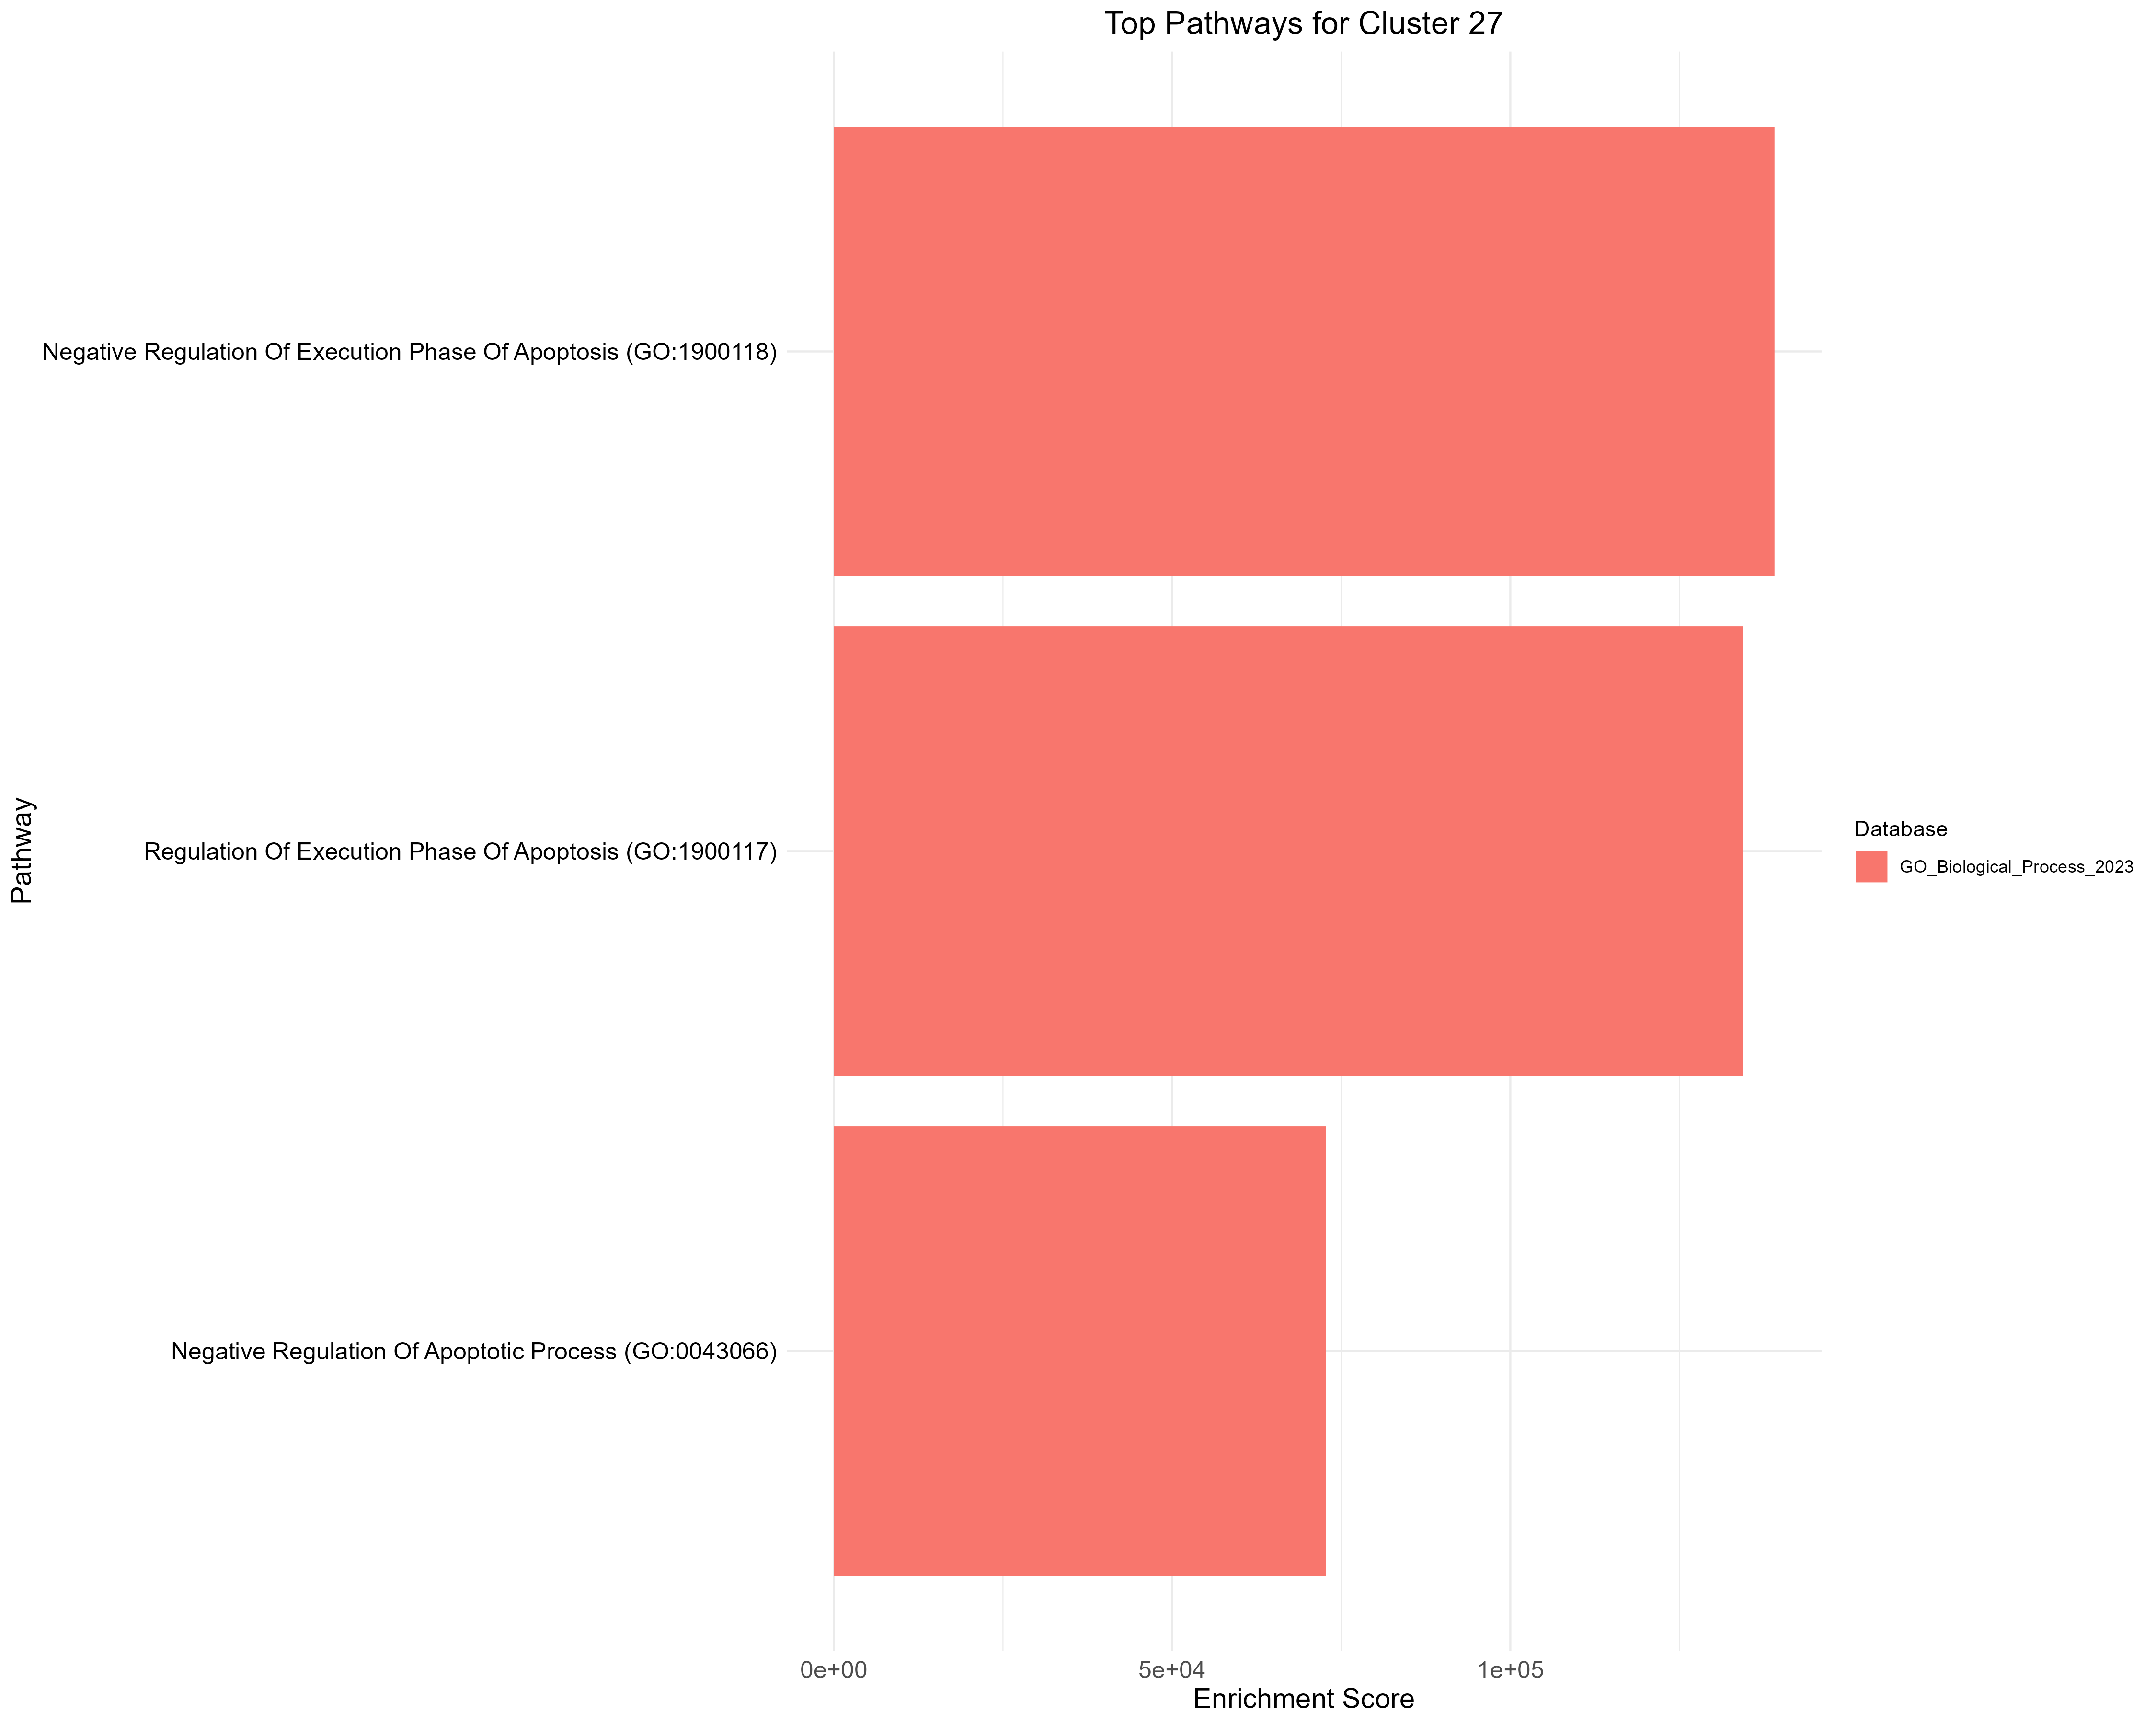 Top Pathways for Cluster 27
Negative Regulation Of Execution Phase Of Apoptosis (GO:1900118)
Regulation Of Execution Phase Of Apoptosis (GO:1900117)
Negative Regulation Of Apoptotic Process (GO:0043066)
Pathway
0e+00
5e+04
1e+05
Enrichment Score
Database
GO_Biological_Process_2023